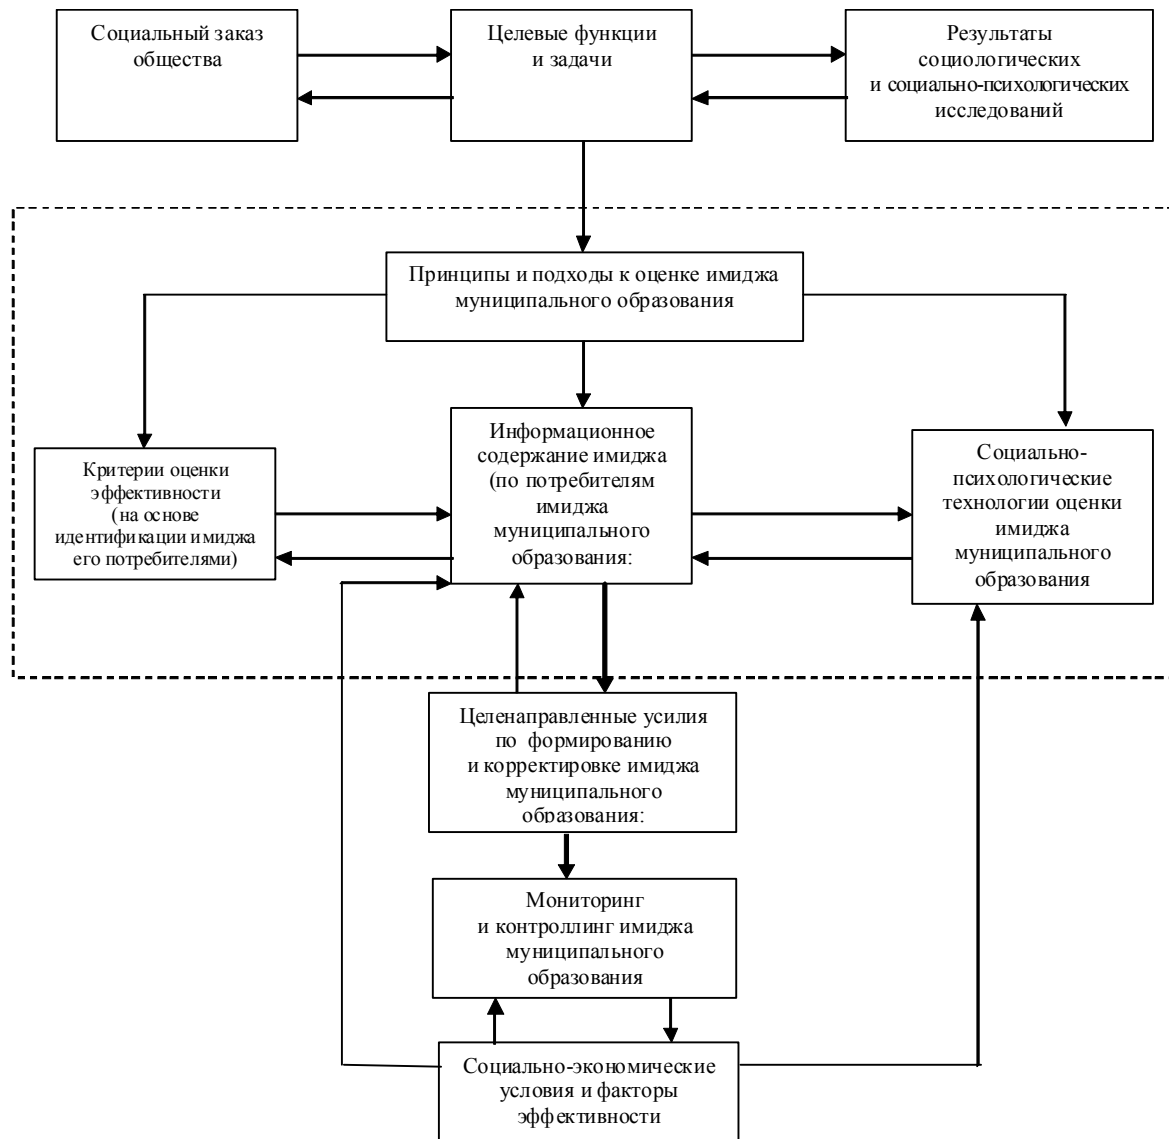 Социальный заказ
общества
Целевые функции
и задачи
Результаты
социологических
и социально-психологических
исследований
Принципы и подходы к оценке имиджа
муниципального образования
Критерии оценки
эффективности
(на основе
идентификации имиджа
его потребителями)
Информационное
содержание имиджа
(по потребителям
имиджа
муниципального
образования:
Социально-
психологические
технологии оценки
имиджа
муниципального
образования
Целенаправленные усилия
по формированию
и корректировке имиджа
муниципального
образования:
Мониторинг
и контроллинг имиджа
муниципального
образования
Социально-экономические
условия и факторы
эффективности